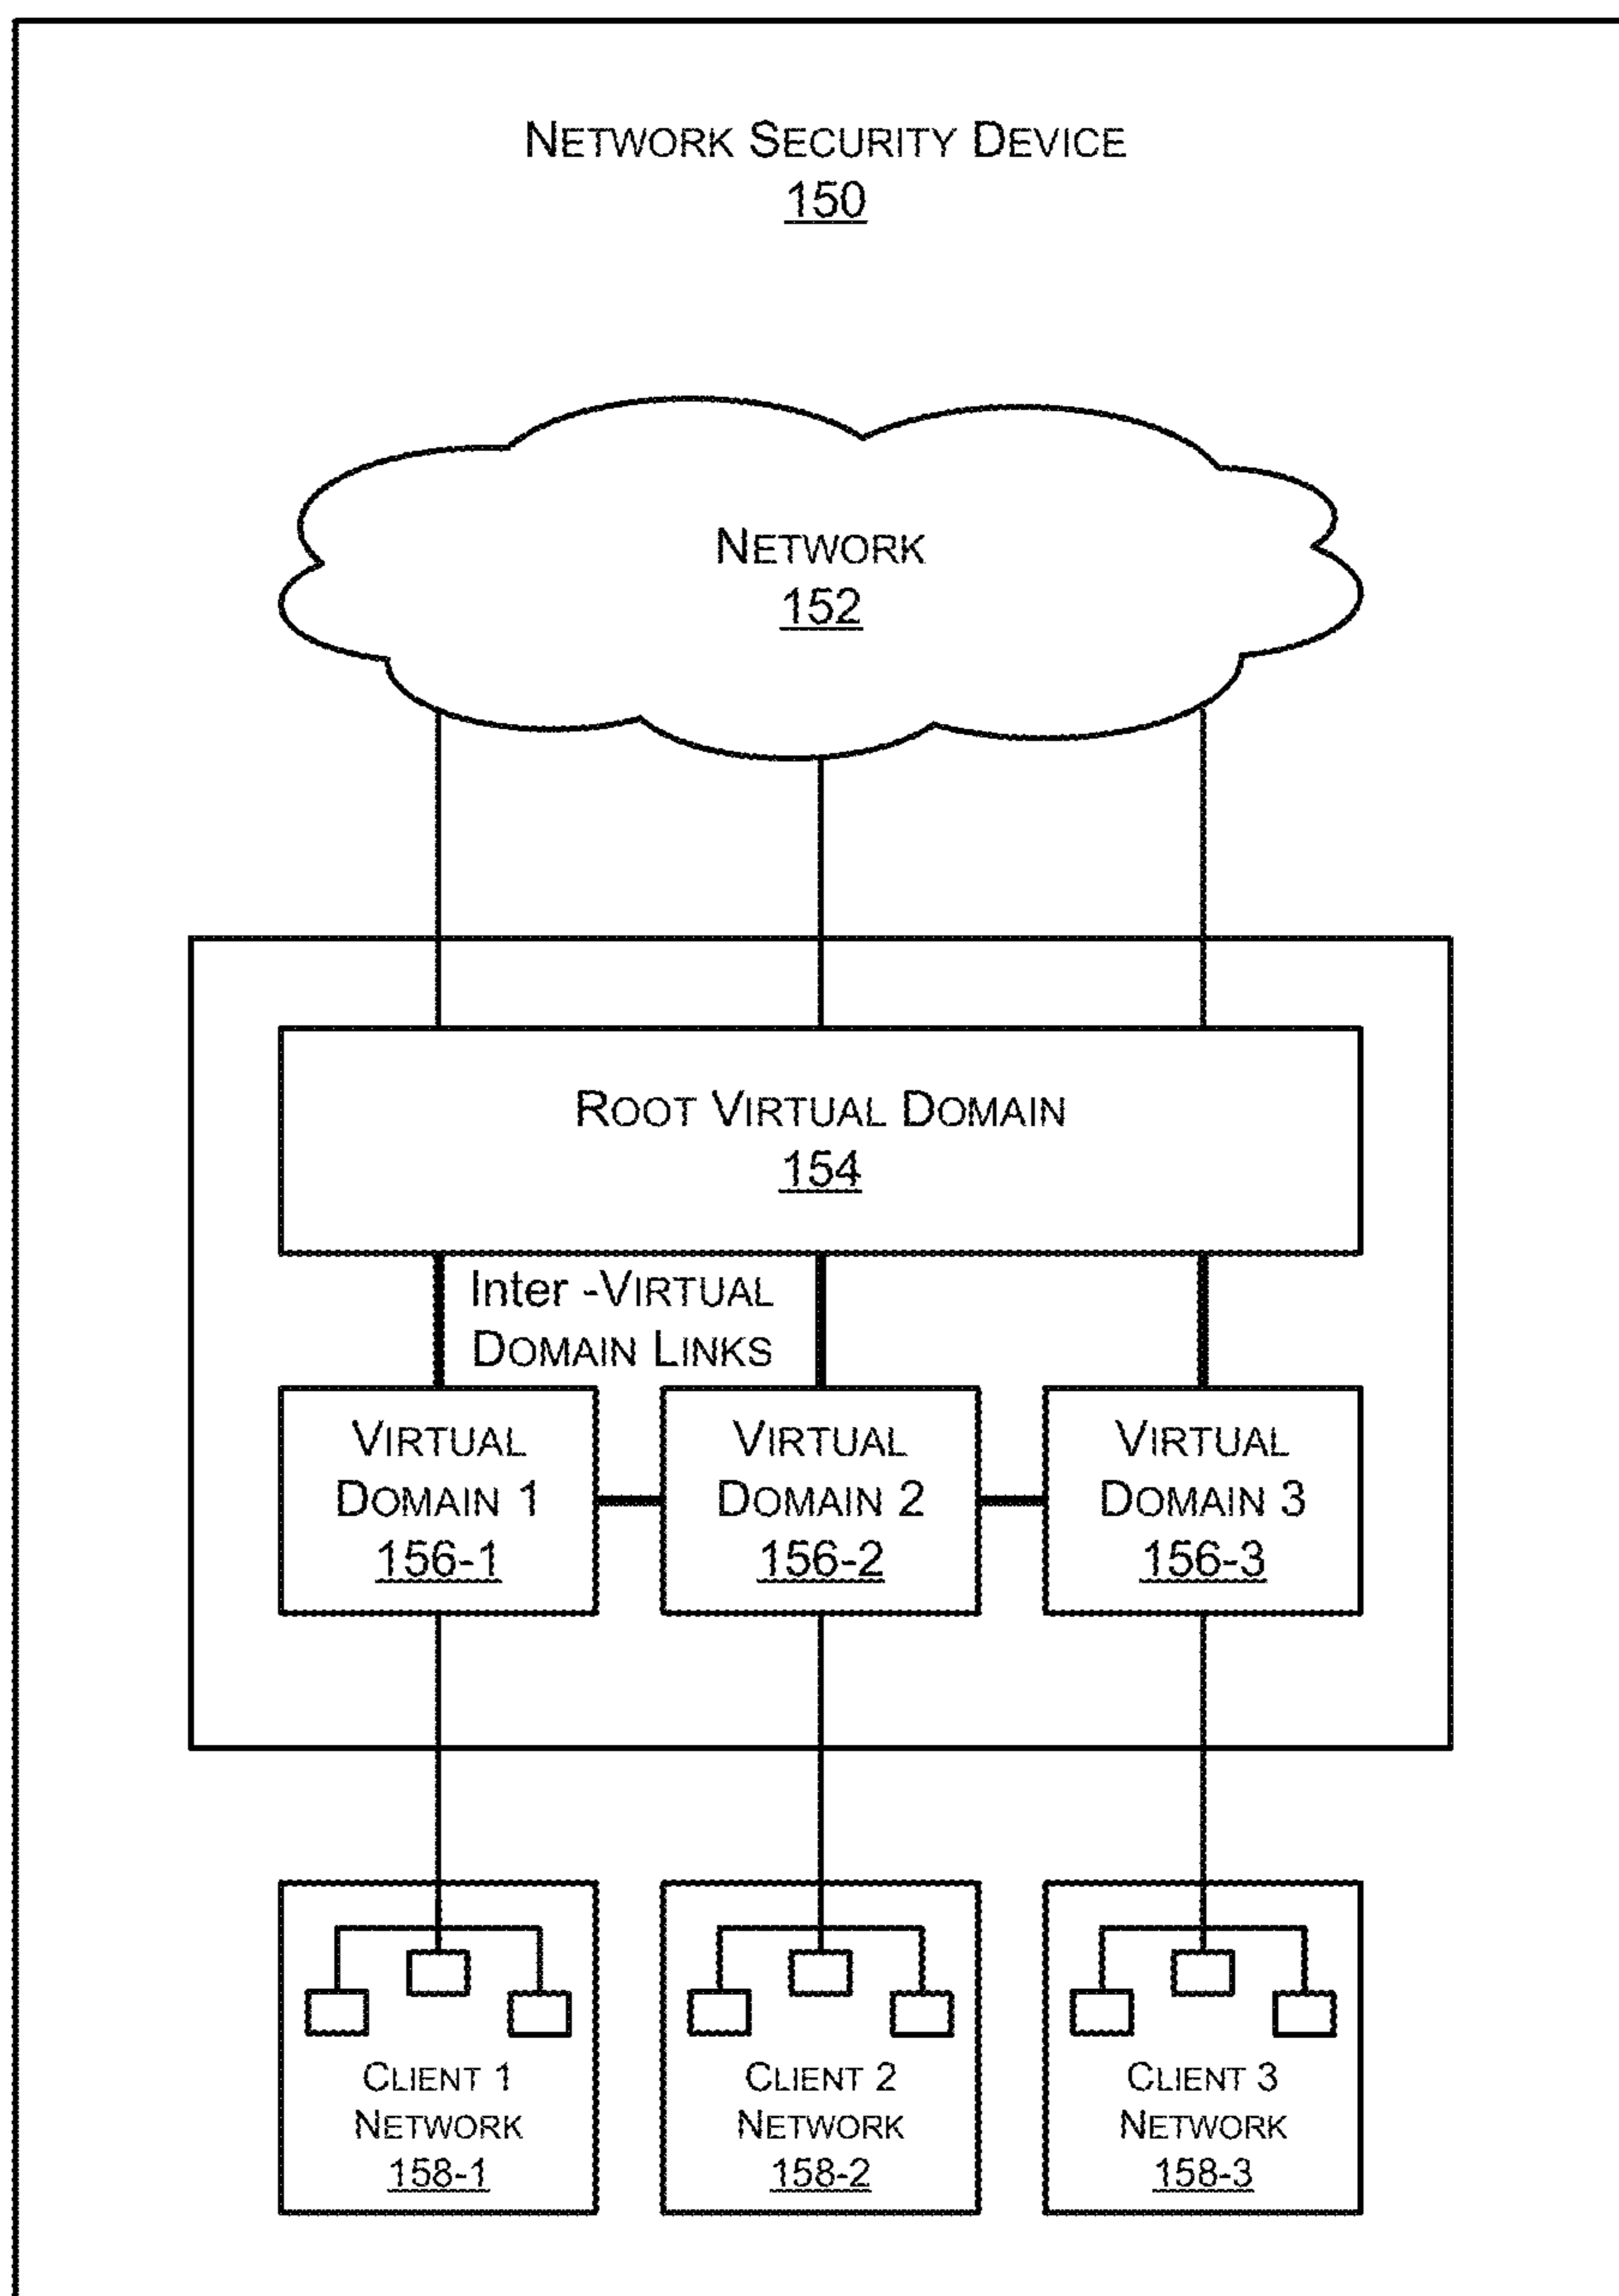 NETWORK SECURITY DEVICE
150
NETWORK
152
ROOT VIRTUAL DOMAIN
154
Inter -VIRTUAL
DOMAIN LINKS
VIRTUAL
DOMAIN 1
156-1
VIRTUAL
DOMAIN 2
156-2
VIRTUAL
DOMAIN 3
156-3
CLIENT 1
NETWORK
158-1
CLIENT 2
NETWORK
158-2
CLIENT 3
NETWORK
158-3